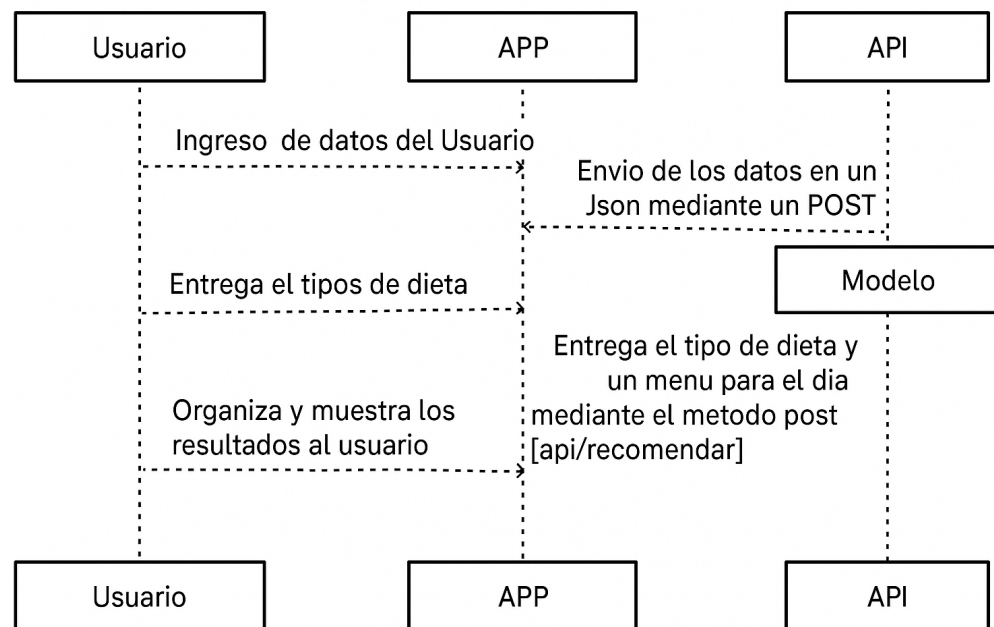 Usuario
APP
API
Ingreso de datos del Usuario
Envio de los datos en un
Json mediante un POST
Entrega el tipos de dieta
Modelo
Entrega el tipo de dieta y
un menu para el dia
mediante el metodo post
[api/recomendar]
Organiza y muestra los
resultados al usuario
Usuario
APP
API